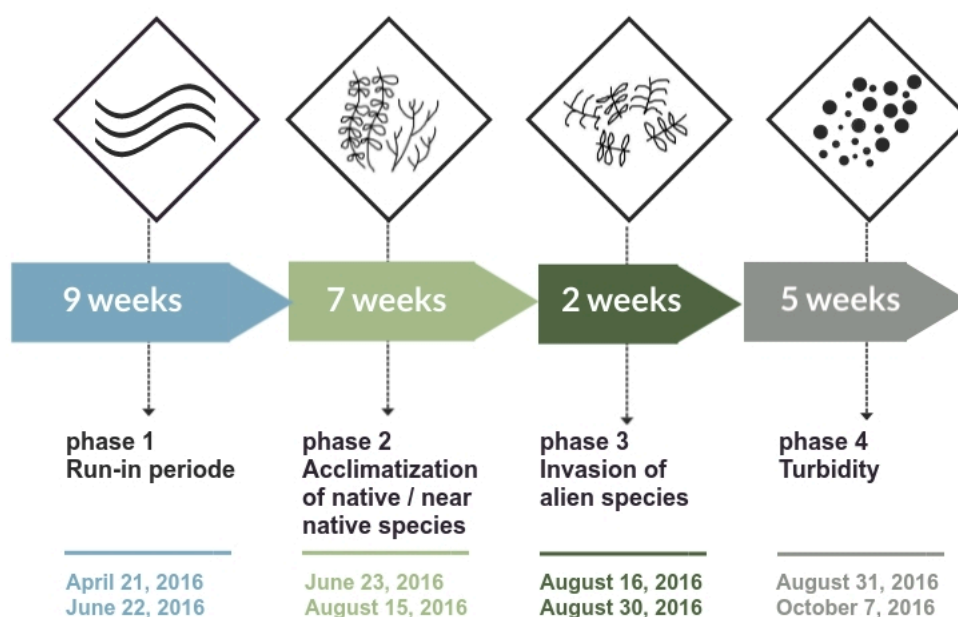 9 weeks
7 weeks
2 weeks
5 weeks
phase 1
Run-in periode
phase 2
Acclimatization
of native / near
native species
phase 3
Invasion of
alien species
phase 4
Turbidity
April 21, 2016
June 22, 2016
June 23, 2016
August 15, 2016
August 16, 2016
August 30, 2016
August 31, 2016
October 7, 2016